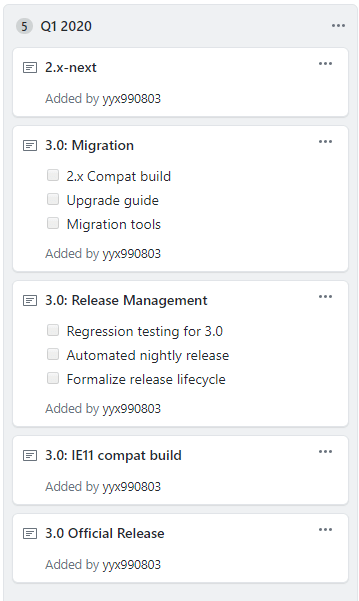 5 Q1 2020
2.x-next
Added by yyx990803
3.0: Migration
2.x Compat build
Upgrade guide
Migration tools
Added by yyx990803
3.0: Release Management
Regression testing for 3.0
Automated nightly release
Formalize release lifecycle
Added by yyx990803
3.0: IE11 compat build
Added by yyx990803
3.0 Official Release
Added by yyx990803